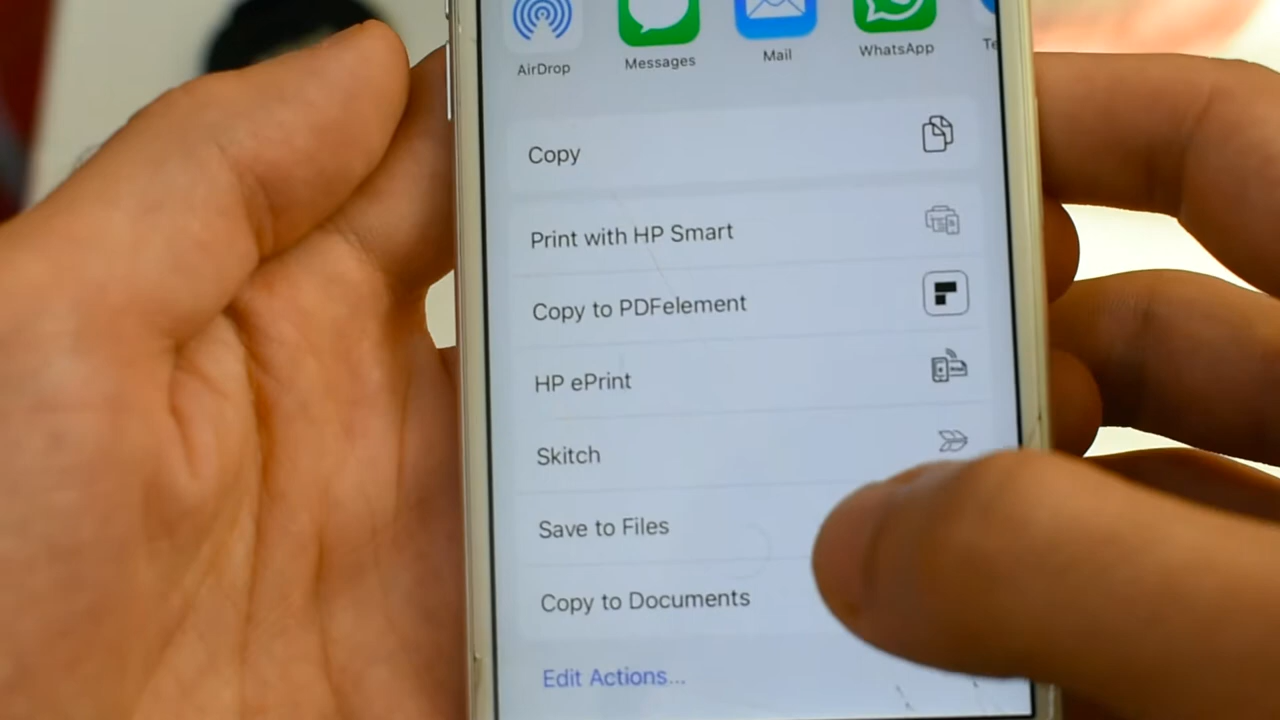 AirDrop
Messages
Mail
WhatsApp
Copy
Print with HP Smart
Copy to PDFelement
HP ePrint
Skitch
Save to Files
Copy to Documents
Edit Actions...